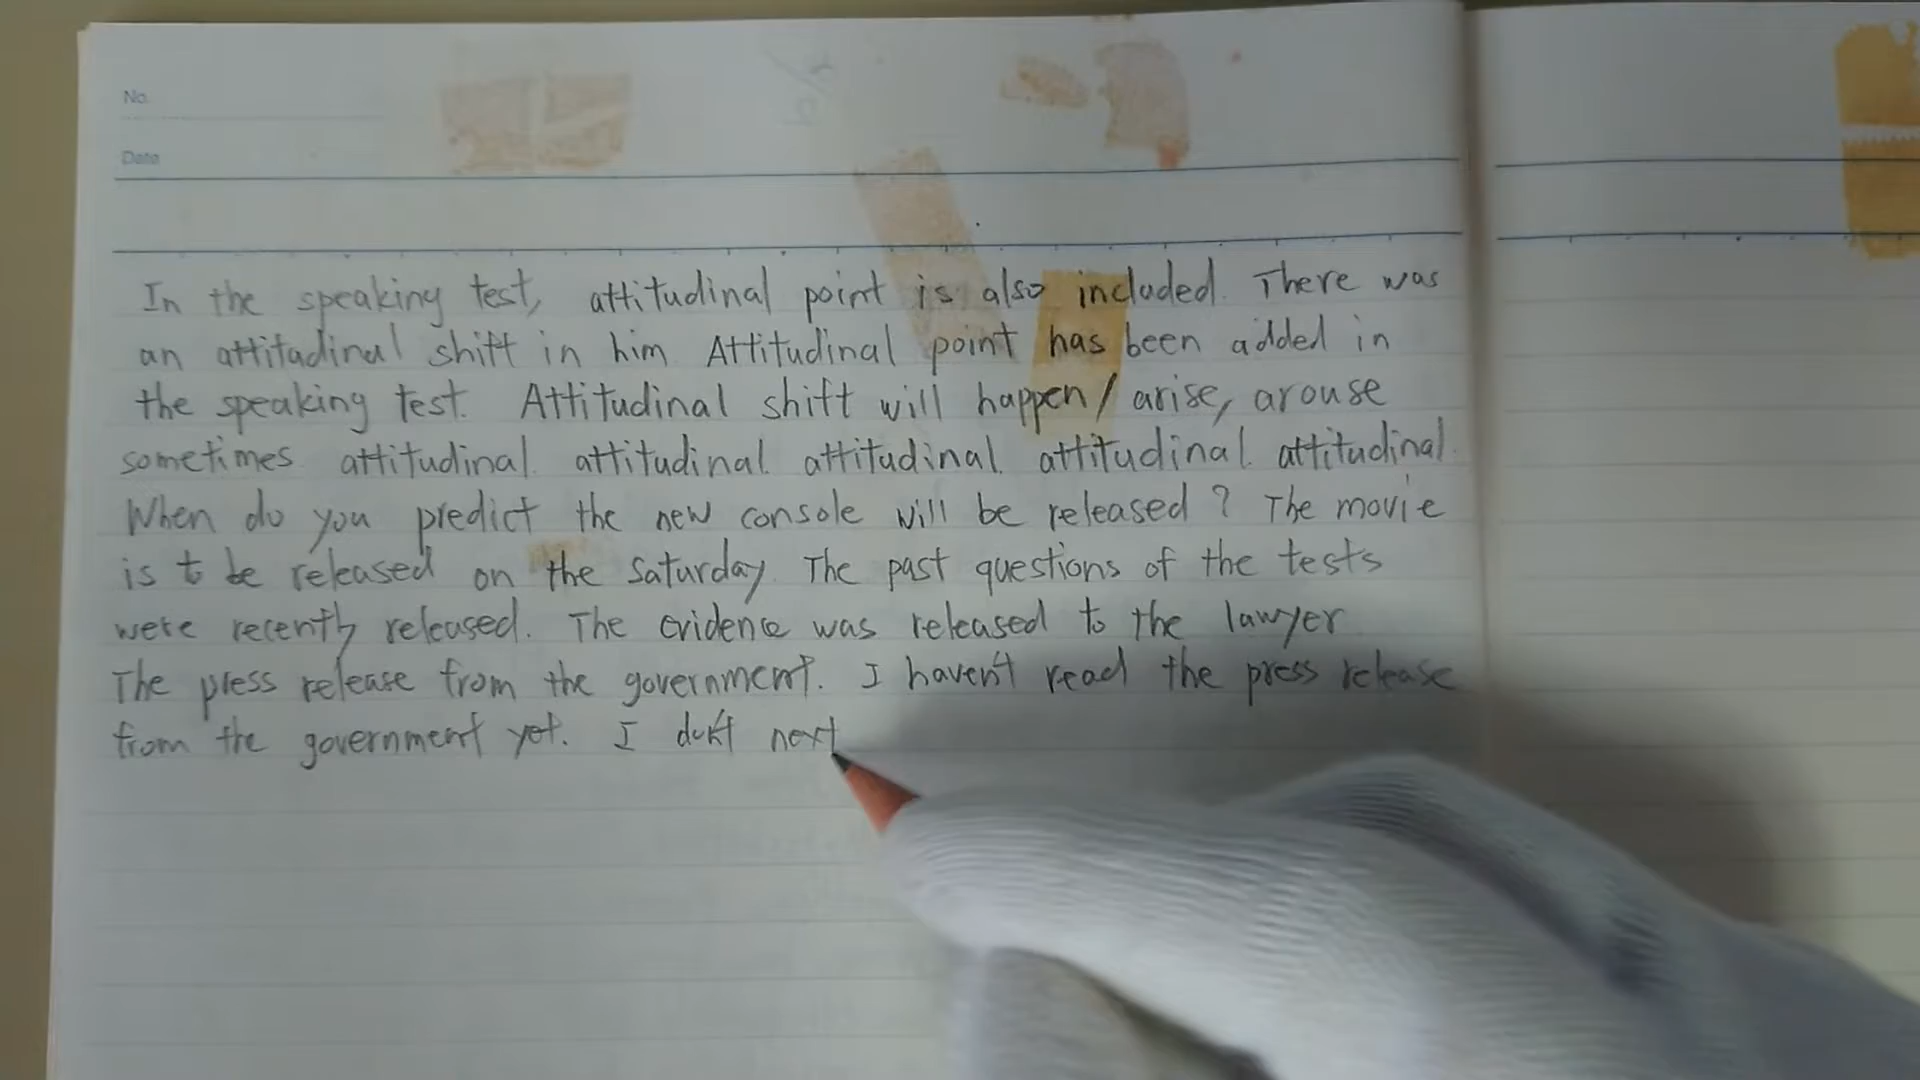 No.
Date
In the speaking test, attitudinal point is also included. There was
an attitudinal shift in him Attitudinal point has been added in
the speaking test. Attitudinal shift will happen/arise, arouse
sometimes attitudinal. attitudinal. attitudinal. attitudinal. attitudinal.
When do you predict the new console will be released? The movie
is to be released on the Saturday. The past questions of the tests
were recently released. The evidence was released to the lawyer
The press release from the government. I haven't read the press release
from the government yet. I don't next